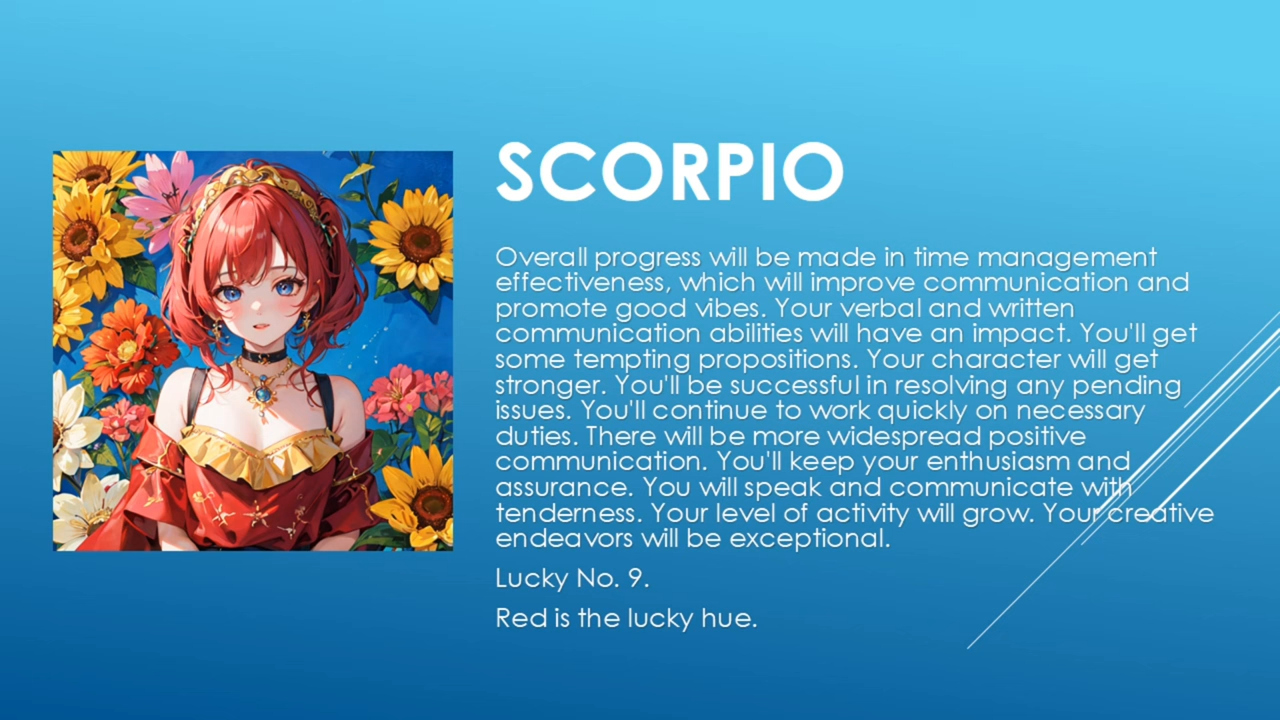 SCORPIO
Overall progress will be made in time management
effectiveness, which will improve communication and
promote good vibes. Your verbal and written
communication abilities will have an impact. You'll get
some tempting propositions. Your character will get
stronger. You'll be successful in resolving any pending
issues. You'll continue to work quickly on necessary
duties. There will be more widespread positive
communication. You'll keep your enthusiasm and
assurance. You will speak and communicate with
tenderness. Your level of activity will grow. Your creative
endeavors will be exceptional.
Lucky No. 9.
Red is the lucky hue.